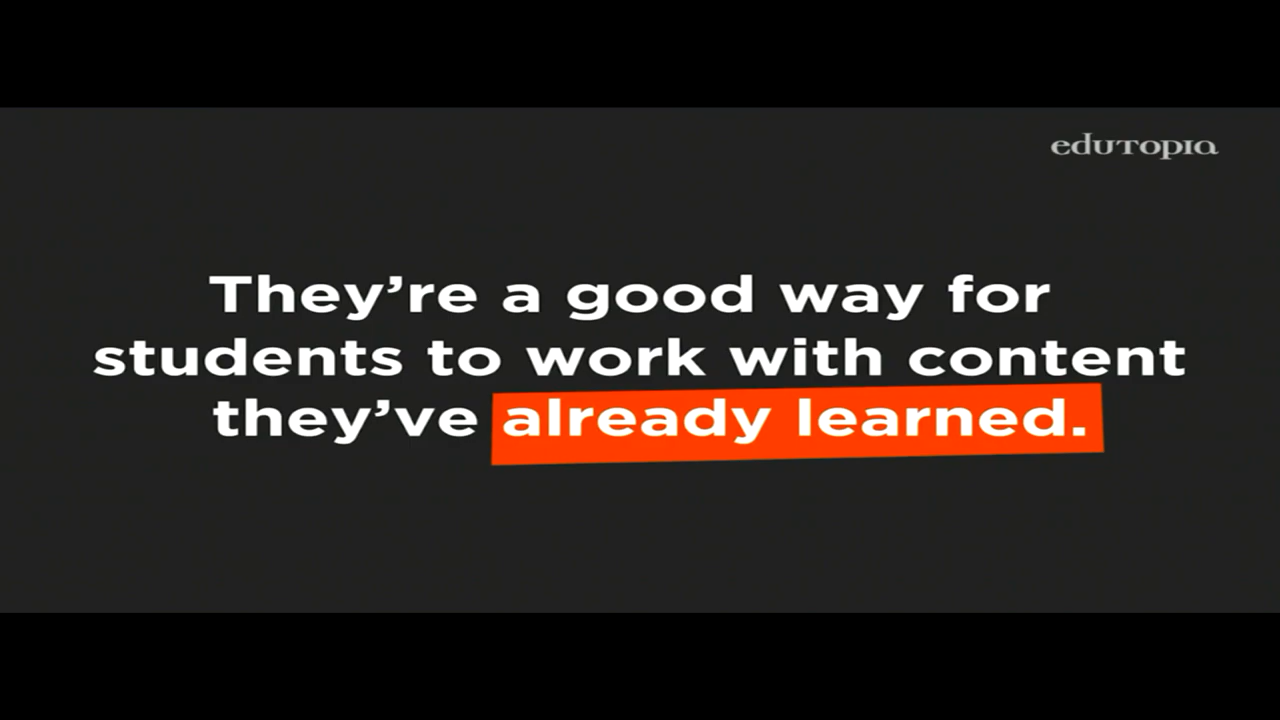 edutopia
They’re a good way for
students to work with content
they’ve already learned.